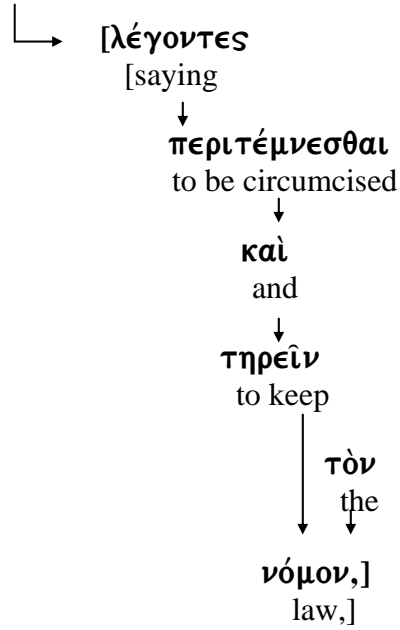 [λέγοντες
[saying
περιτέμνεσθαι
to be circumcised
καὶ
and
τηρεῖν
to keep
τὸν
the
νόμον,]
law,]